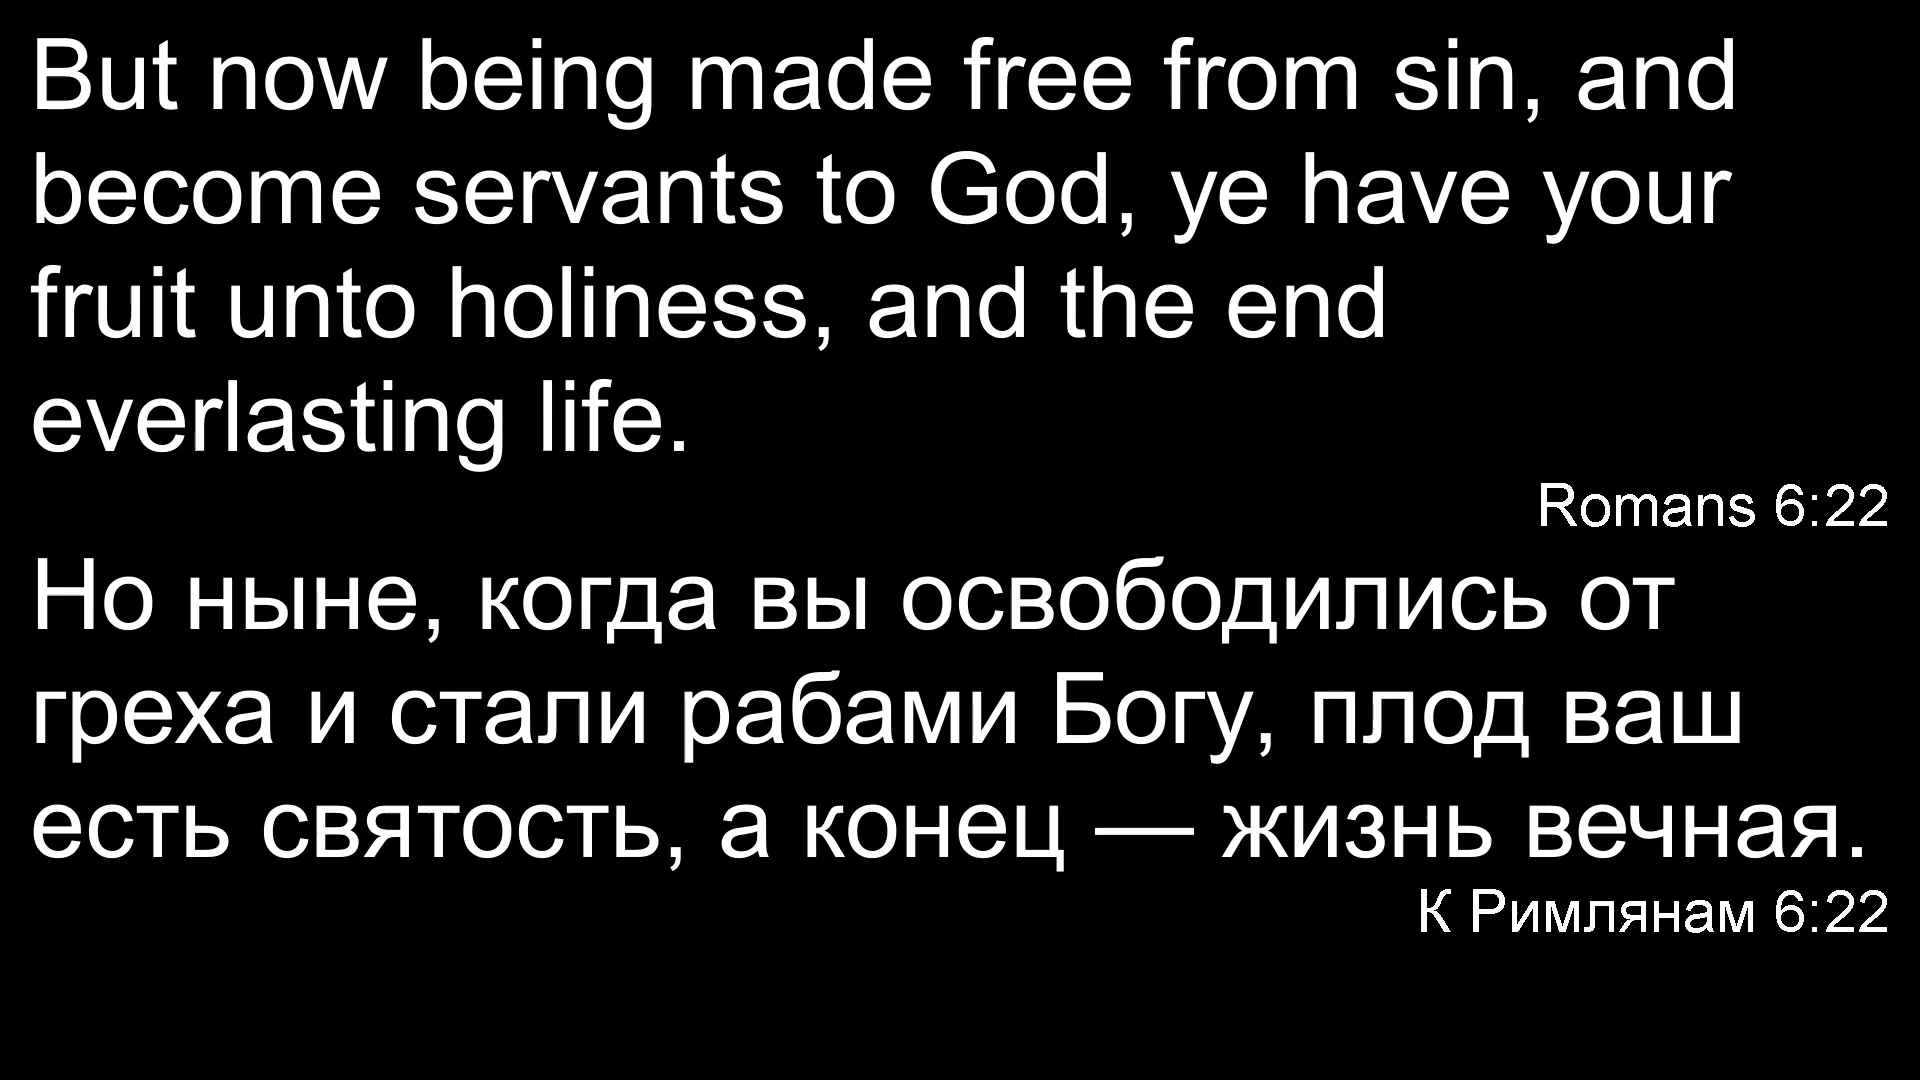 But now being made free from sin, and
become servants to God, ye have your
fruit unto holiness, and the end
everlasting life.
Romans 6:22
Но ныне, когда вы освободились от
греха и стали рабами Богу, плод ваш
есть святость, а конец — жизнь вечная.
К Римлянам 6:22